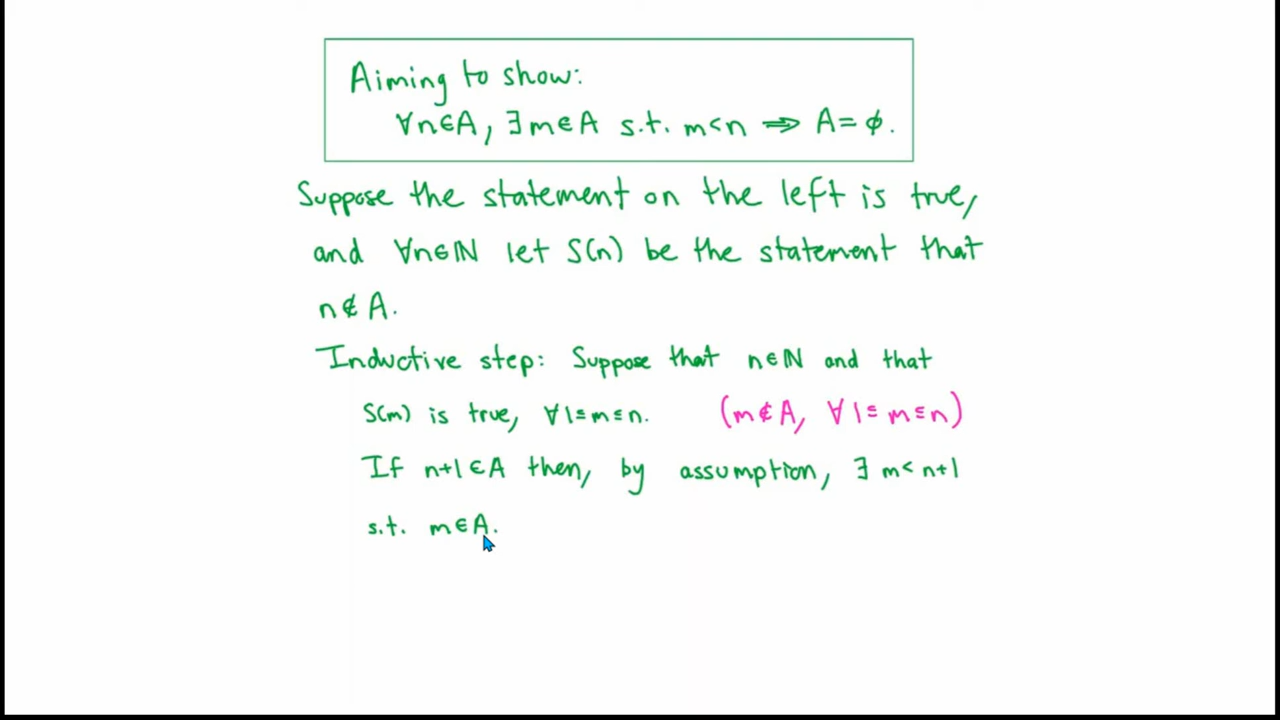 Aiming to show:
∀n∈A, ∃m∈A s.t. m<n ⇒ A=∅.
Suppose the statement on the left is true,
and ∀n∈ℕ let S(n) be the statement that
n∉A.
Inductive step: Suppose that n∈ℕ and that
S(m) is true, ∀1≤m≤n. (m∉A, ∀1≤m≤n)
If n+1∈A then, by assumption, ∃ m<n+1
s.t. m∈A.